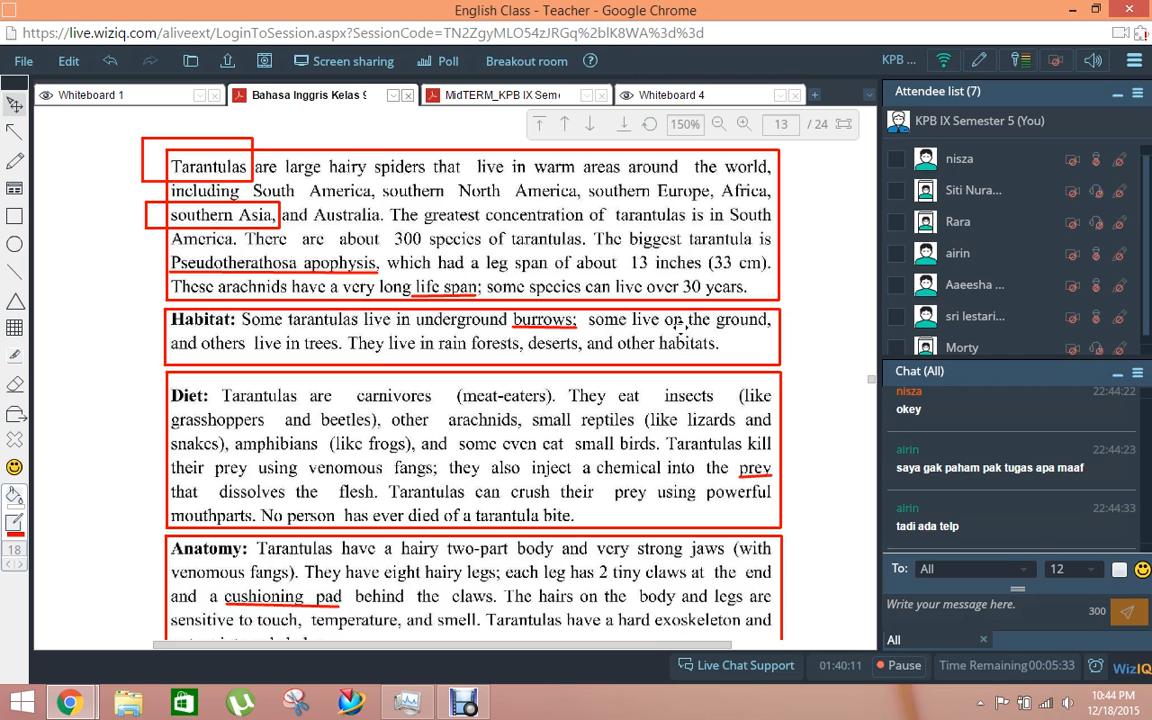 English Class - Teacher - Google Chrome
https://live.wiziq.com/aliveext/LoginToSession.aspx?SessionCode=TN2ZgyMLO54zJRGq%2blK8WA%3d%3d
File Edit Screen sharing Poll Breakout room KPB ...
Whiteboard 1 Bahasa Inggris Kelas 9 MidTERM_KPB IX Seme Whiteboard 4
150% 13 / 24
Tarantulas are large hairy spiders that live in warm areas around the world,
including South America, southern North America, southern Europe, Africa,
southern Asia, and Australia. The greatest concentration of tarantulas is in South
America. There are about 300 species of tarantulas. The biggest tarantula is
Pseudotherathosa apophysis, which had a leg span of about 13 inches (33 cm).
These arachnids have a very long life span; some species can live over 30 years.
Habitat: Some tarantulas live in underground burrows; some live on the ground,
and others live in trees. They live in rain forests, deserts, and other habitats.
Diet: Tarantulas are carnivores (meat-eaters). They eat insects (like
grasshoppers and beetles), other arachnids, small reptiles (like lizards and
snakes), amphibians (like frogs), and some even eat small birds. Tarantulas kill
their prey using venomous fangs; they also inject a chemical into the prey
that dissolves the flesh. Tarantulas can crush their prey using powerful
mouthparts. No person has ever died of a tarantula bite.
Anatomy: Tarantulas have a hairy two-part body and very strong jaws (with
venomous fangs). They have eight hairy legs; each leg has 2 tiny claws at the end
and a cushioning pad behind the claws. The hairs on the body and legs are
sensitive to touch, temperature, and smell. Tarantulas have a hard exoskeleton and
18
Attendee list (7)
KPB IX Semester 5 (You)
nisza
Siti Nura...
Rara
airin
Aaeesha ...
sri lestari...
Morty
Chat (All)
nisza 22:44:22
okey
airin 22:44:23
saya gak paham pak tugas apa maaf
airin 22:44:33
tadi ada telp
To: All 12
Write your message here. 300
All
Live Chat Support 01:40:11 Pause Time Remaining 00:05:33 WizIQ
10:44 PM
12/18/2015